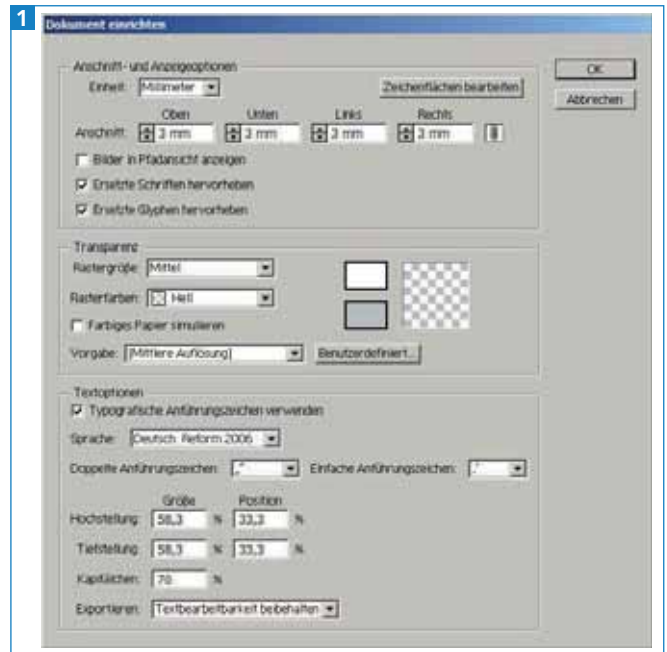 1
Dokument einrichten
Anschnitt- und Anzeigeoptionen
OK
Einheit: Millimeter
Zeichenflächen bearbeiten
Abbrechen
Oben Unten Links Rechts
Anschnitt: 3 mm 3 mm 3 mm 3 mm
Bilder in Pfadansicht anzeigen
Ersetzte Schriften hervorheben
Ersetzte Glyphen hervorheben
Transparenz
Rastergröße: Mittel
Rasterfarben: Hell
Farbiges Papier simulieren
Vorgabe: [Mittlere Auflösung] Benutzerdefiniert...
Textoptionen
Typografische Anführungszeichen verwenden
Sprache: Deutsch: Reform 2006
Doppelte Anführungszeichen: „“ Einfache Anführungszeichen:
Größe Position
Hochstellung: 58,3 % 33,3 %
Tiefstellung: 58,3 % 33,3 %
Kapitälchen: 70 %
Exportieren: Textbearbeitbarkeit beibehalten